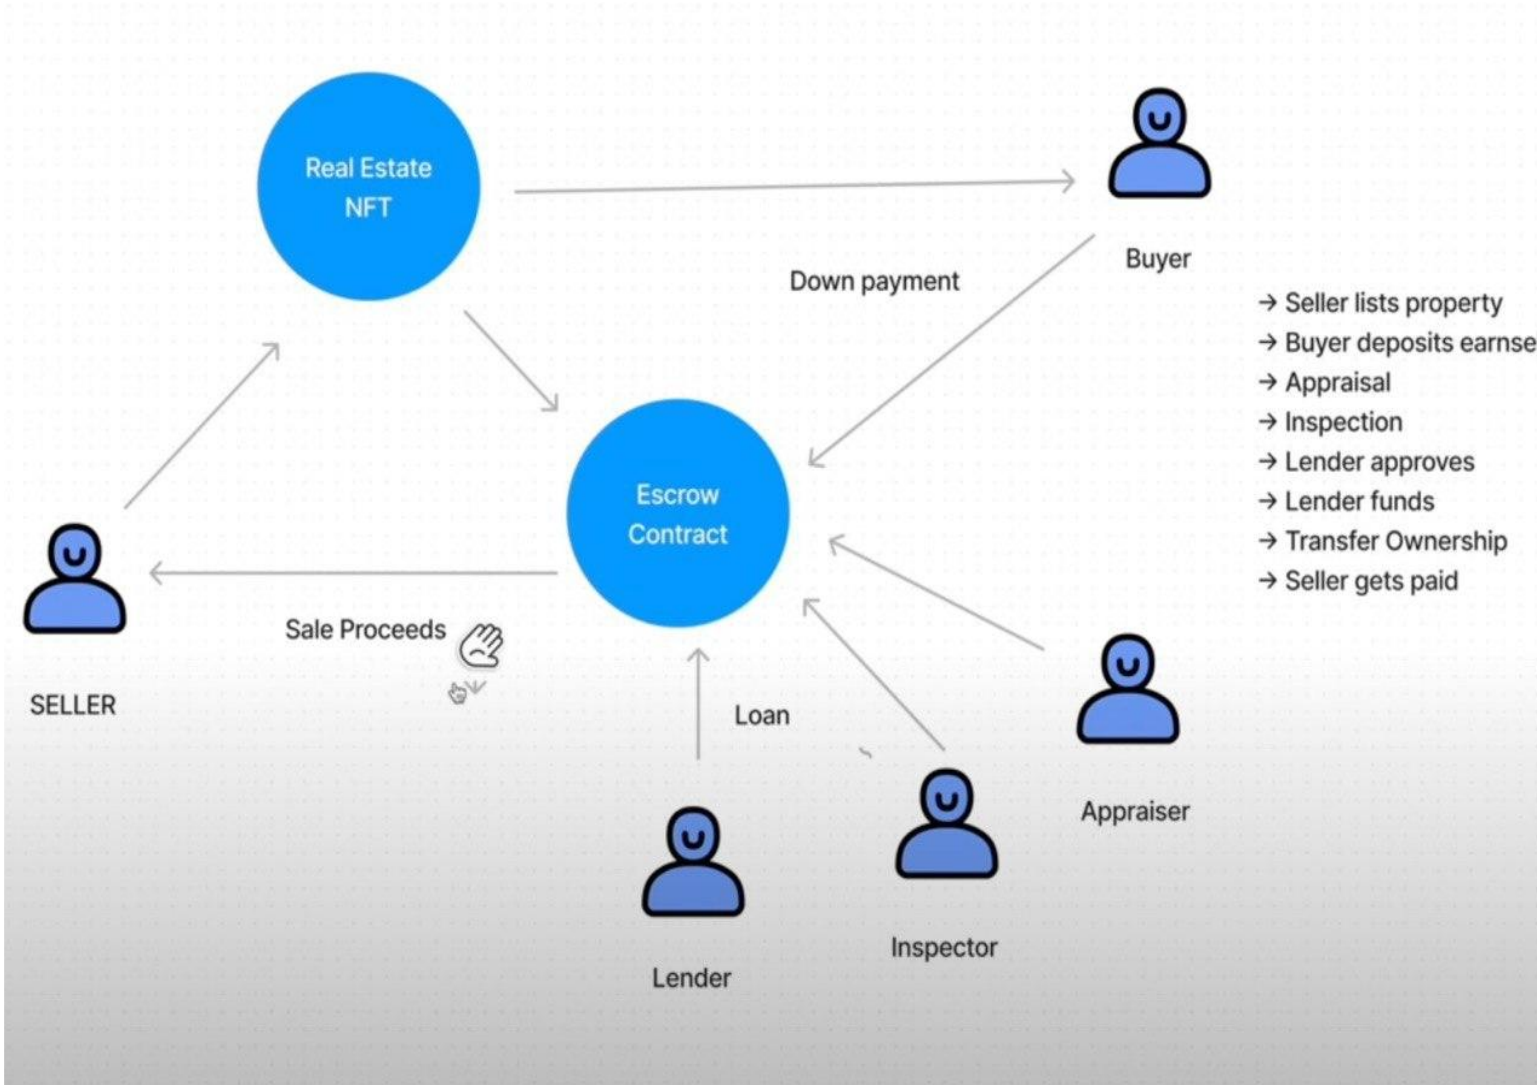 Real Estate
NFT
Buyer
Down payment
→ Seller lists property
→ Buyer deposits earnse
→ Appraisal
→ Inspection
→ Lender approves
→ Lender funds
→ Transfer Ownership
→ Seller gets paid
Escrow
Contract
Sale Proceeds
SELLER
Loan
Appraiser
Inspector
Lender